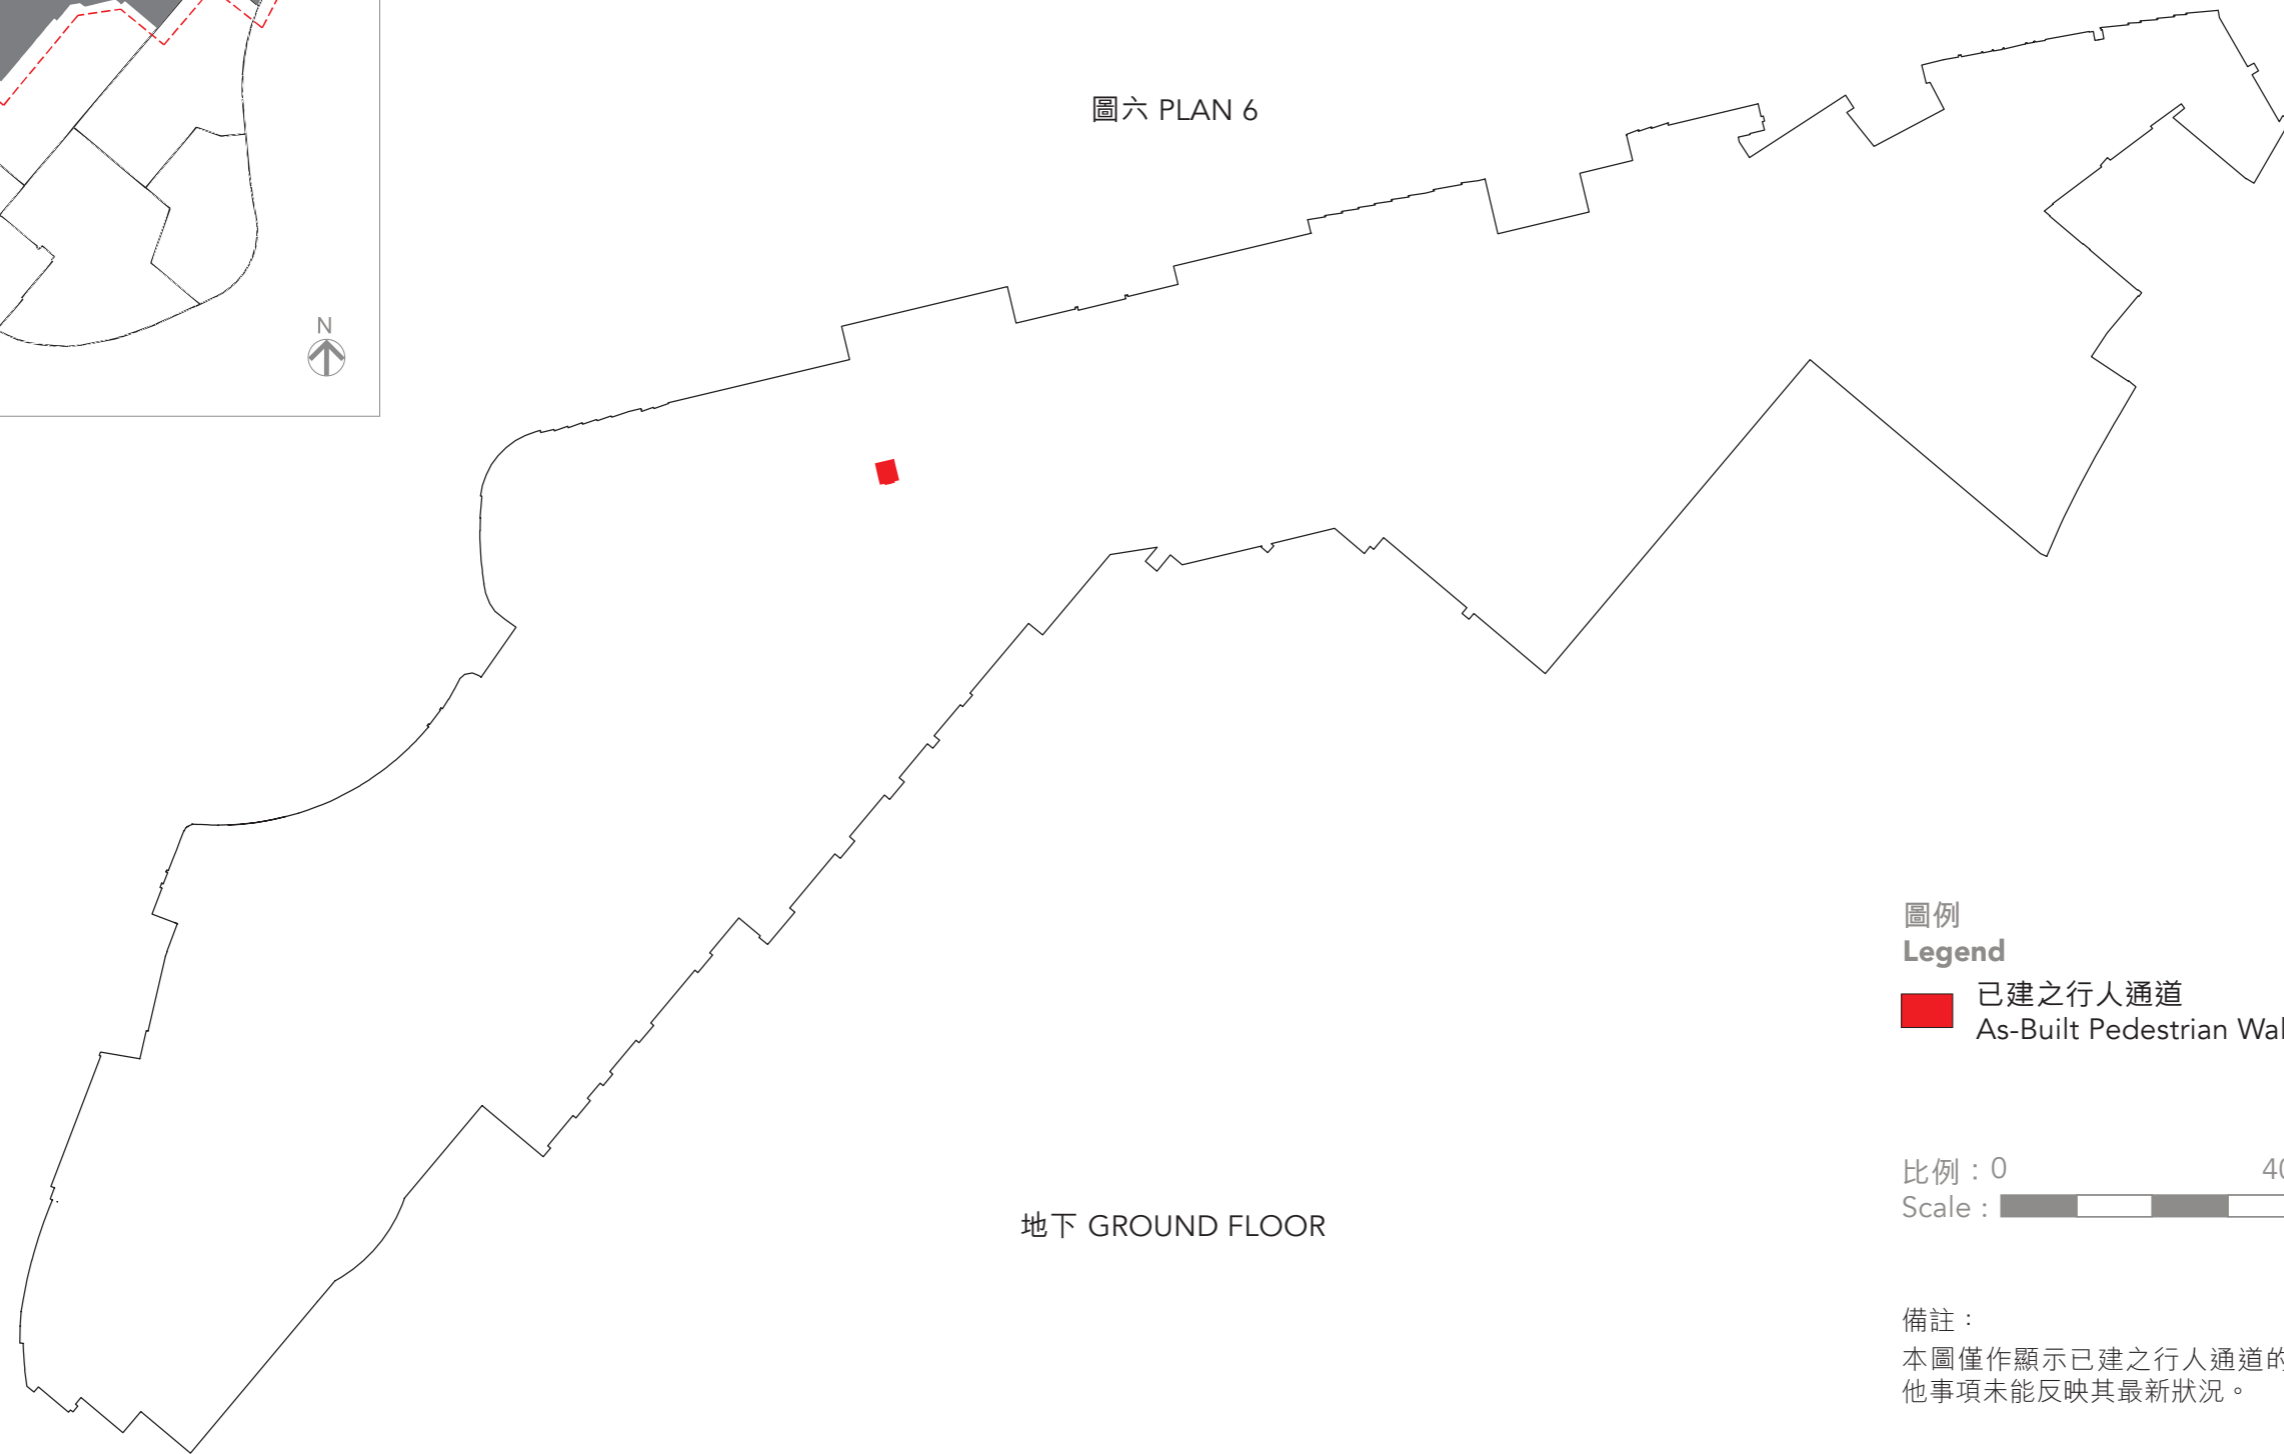 圖六 PLAN 6
N
圖例
Legend
已建之行人通道
As-Built Pedestrian
比例：0
Scale :
地下 GROUND FLOOR
備註：
本圖僅作顯示已建之行人通道的
他事項未能反映其最新狀況。